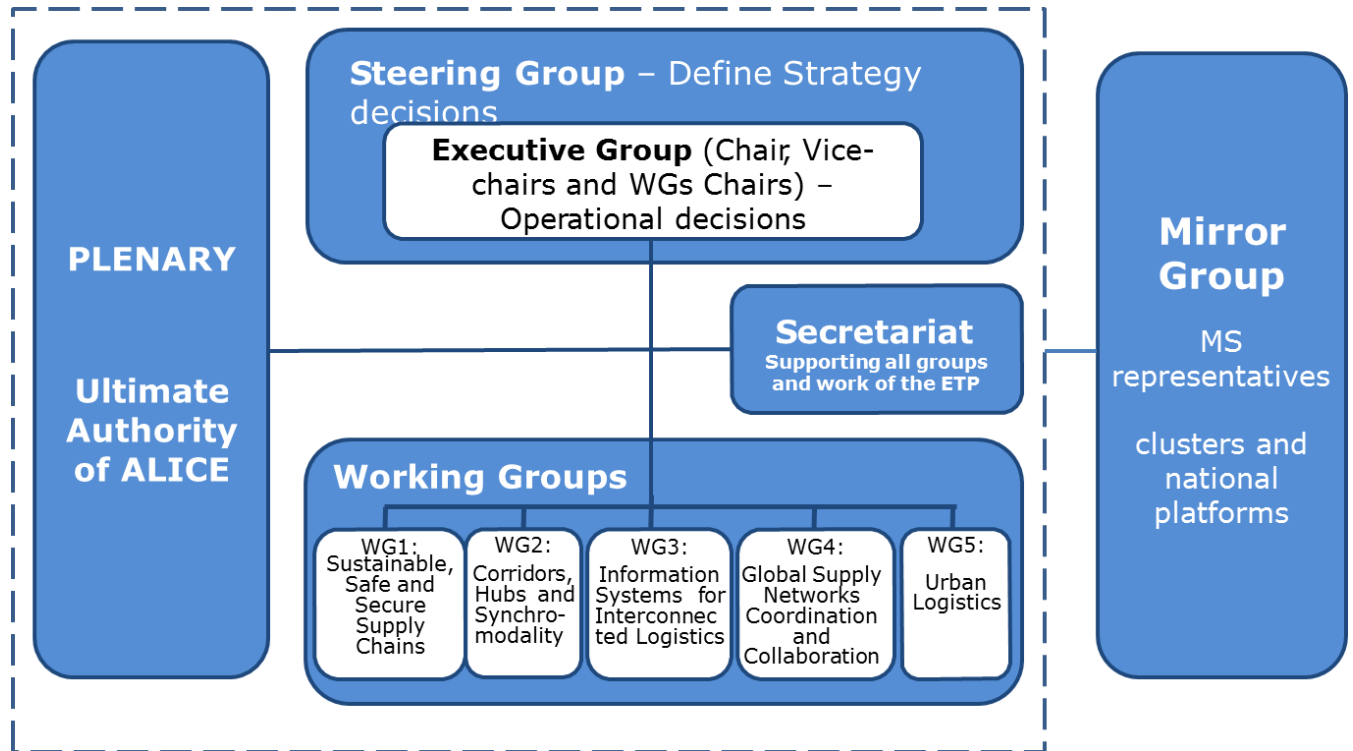 PLENARY
Ultimate
Authority
of ALICE
Steering Group – Define Strategy
decisions
Executive Group (Chair, Vice-
chairs and WGs Chairs) –
Operational decisions
Secretariat
Supporting all groups
and work of the ETP
Working Groups
WG1:
Sustainable,
Safe and
Secure
Supply
Chains
WG2:
Corridors,
Hubs and
Synchro-
modality
WG3:
Information
Systems for
Interconnec
ted Logistics
WG4:
Global Supply
Networks
Coordination
and
Collaboration
WG5:
Urban
Logistics
Mirror
Group
MS
representatives
clusters and
national
platforms